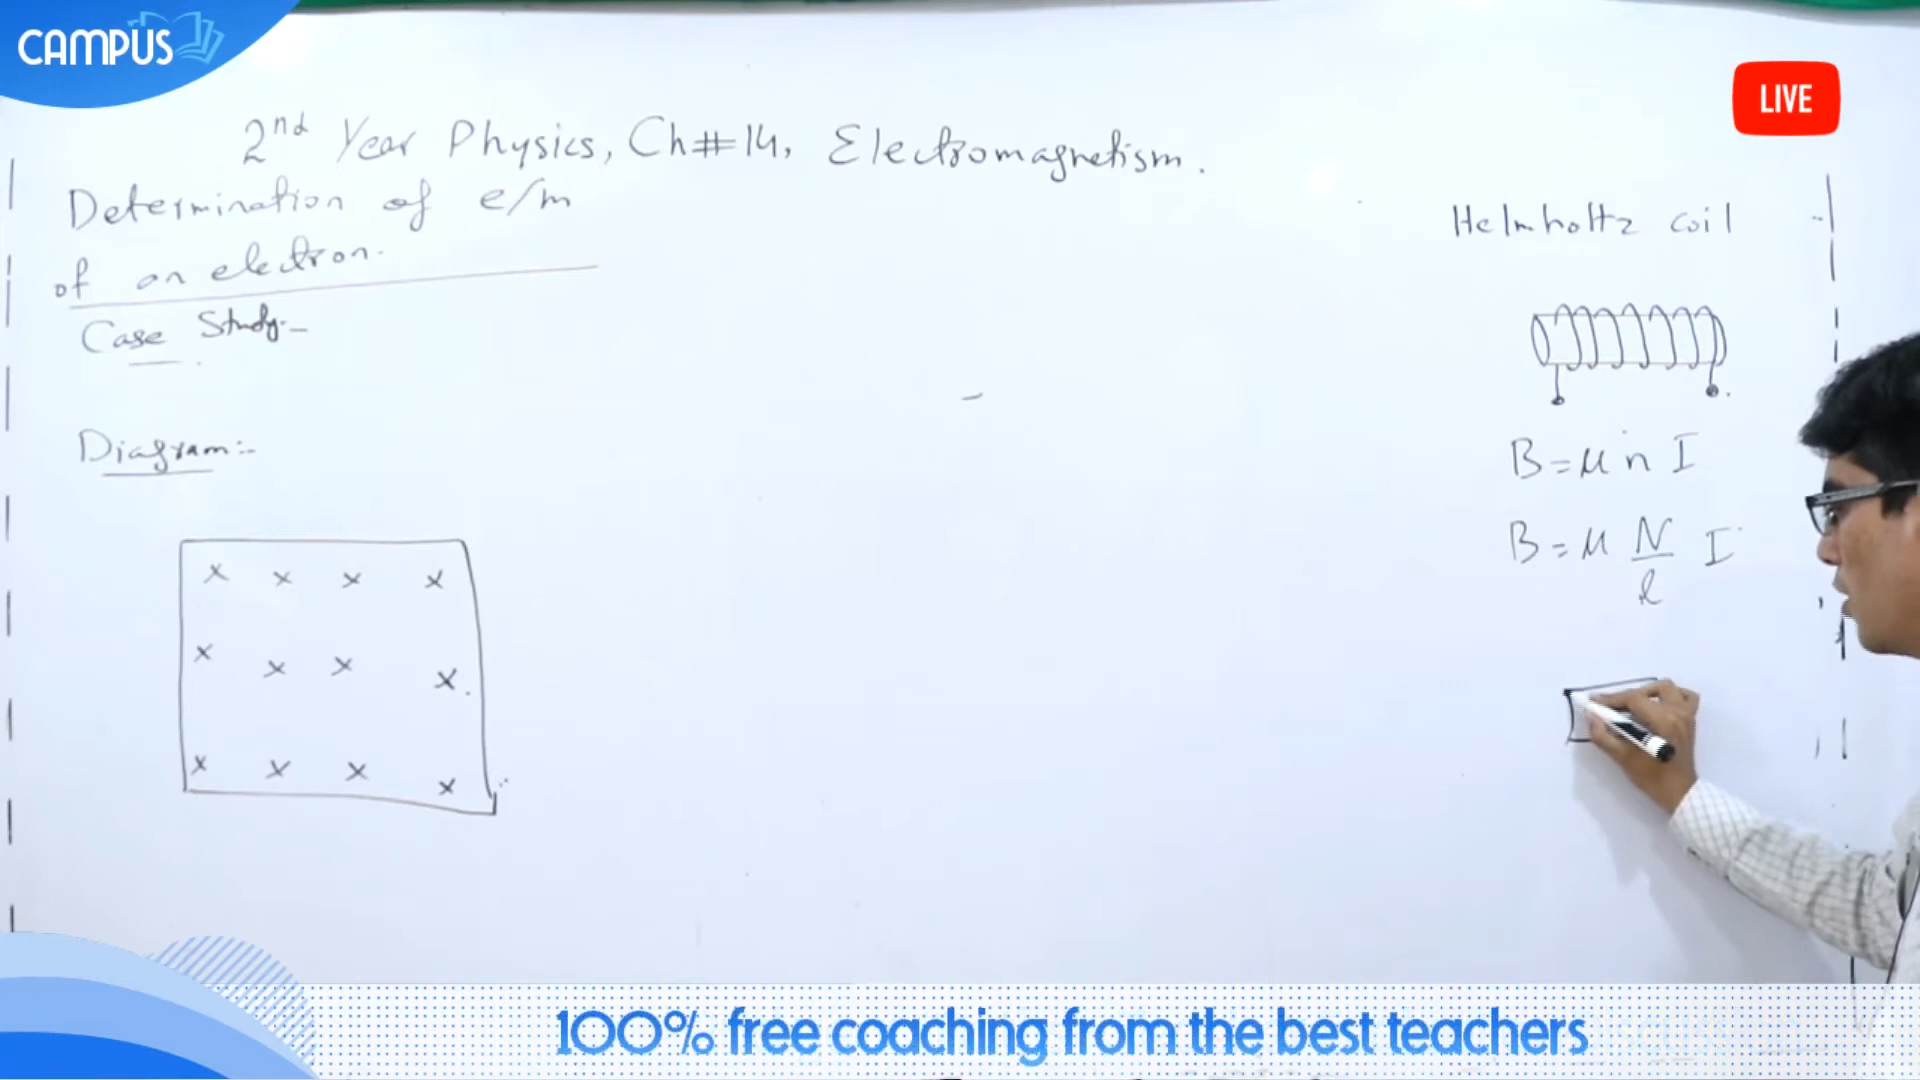 CAMPUS
LIVE
2nd Year Physics, Ch#14, Electromagnetism.
Determination of e/m
of an electron.
Case Study:-
Diagram:-
x x x x
x x x x
x x x x
Helmholtz coil
B = μ n I
B = μ N/l I
100% free coaching from the best teachers